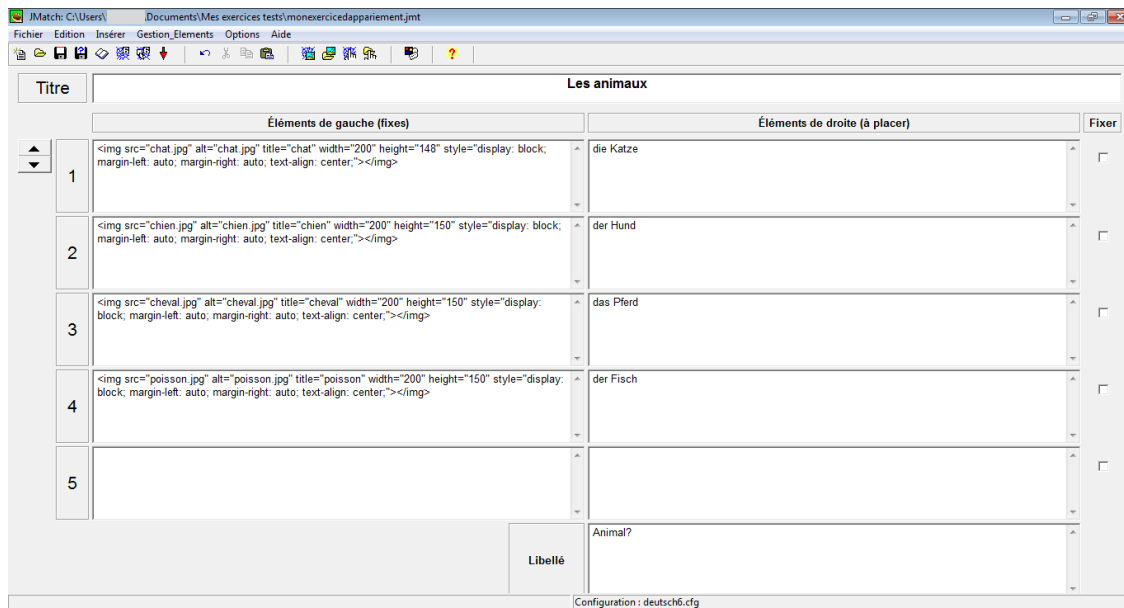 JMatch: C:\Users\ .Documents\Mes exercices tests\monexercicedappariement.jmt
Fichier Edition Insérer Gestion_Elements Options Aide
Titre
Les animaux
Éléments de gauche (fixes)
Éléments de droite (à placer)
Fixer
1
<img src="chat.jpg" alt="chat.jpg" title="chat" width="200" height="148" style="display: block;
margin-left: auto; margin-right: auto; text-align: center;"></img>
die Katze
2
<img src="chien.jpg" alt="chien.jpg" title="chien" width="200" height="150" style="display: block;
margin-left: auto; margin-right: auto; text-align: center;"></img>
der Hund
3
<img src="cheval.jpg" alt="cheval.jpg" title="cheval" width="200" height="150" style="display:
block; margin-left: auto; margin-right: auto; text-align: center;"></img>
das Pferd
4
<img src="poisson.jpg" alt="poisson.jpg" title="poisson" width="200" height="150" style="display:
block; margin-left: auto; margin-right: auto; text-align: center;"></img>
der Fisch
5
Libellé
Animal?
Configuration : deutsch6.cfg